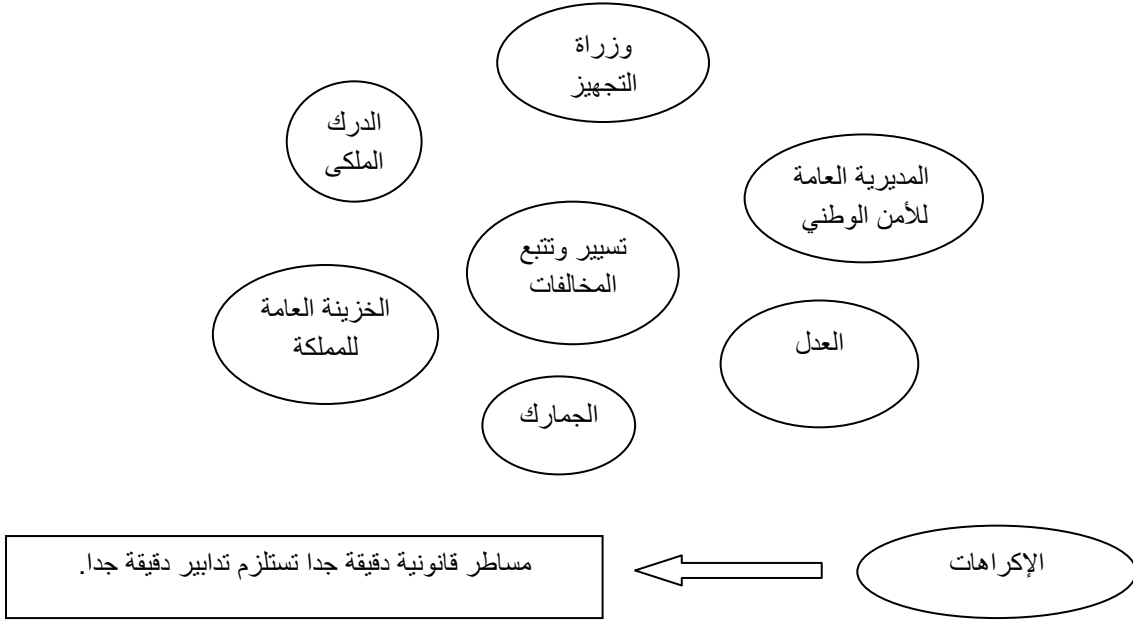 وزراة
التجهيز
الدرك
الملكى
المديرية العامة
للأمن الوطني
تسيير وتتبع
المخالفات
الخزينة العامة
للمملكة
العدل
الجمارك
الإكراهات
مساطر قانونية دقيقة جدا تستلزم تدابير دقيقة جدا.